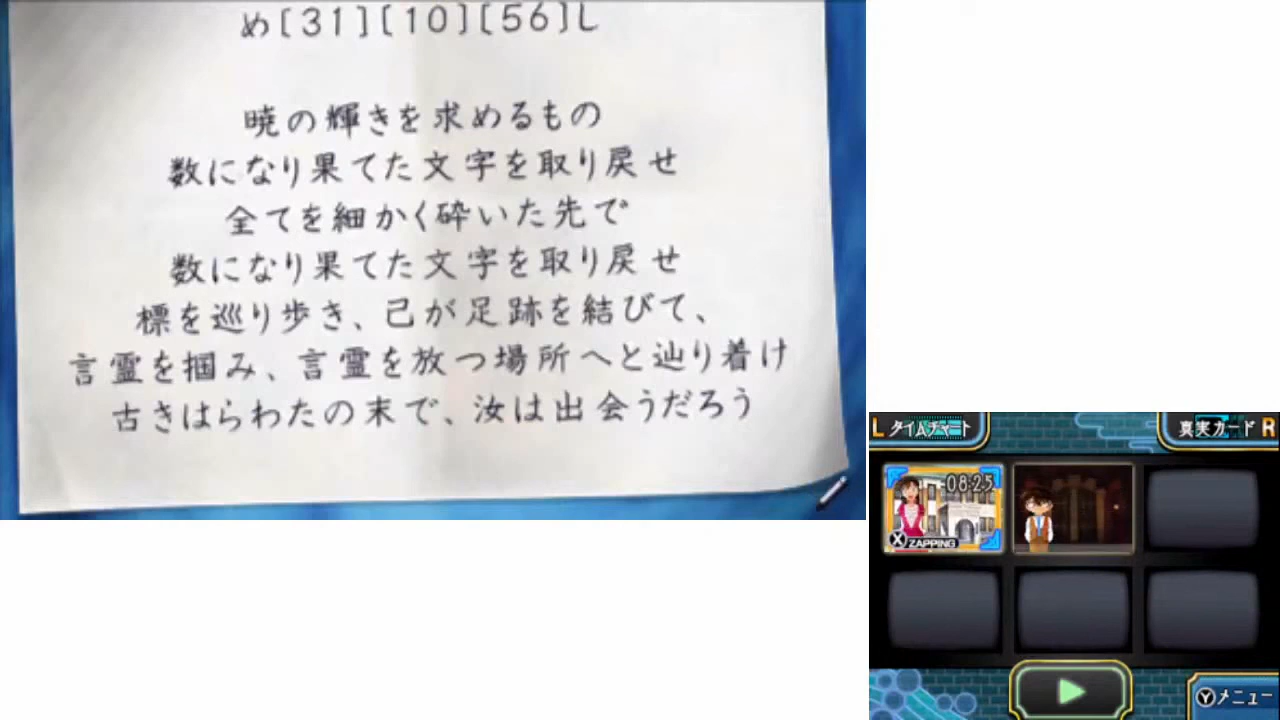 め[31][10][56]L
暁の輝きを求めるもの
数になり果てた文字を取り戻せ
全てを細かく砕いた先で
数になり果てた文字を取り戻せ
標を巡り歩き、己が足跡を結びて、
言霊を掴み、言霊を放つ場所へと辿り着け
古きはらわたの末で、汝は出会うだろう
L タイムチャート
真実カード R
08:25
X ZAPPING
Y メニュー